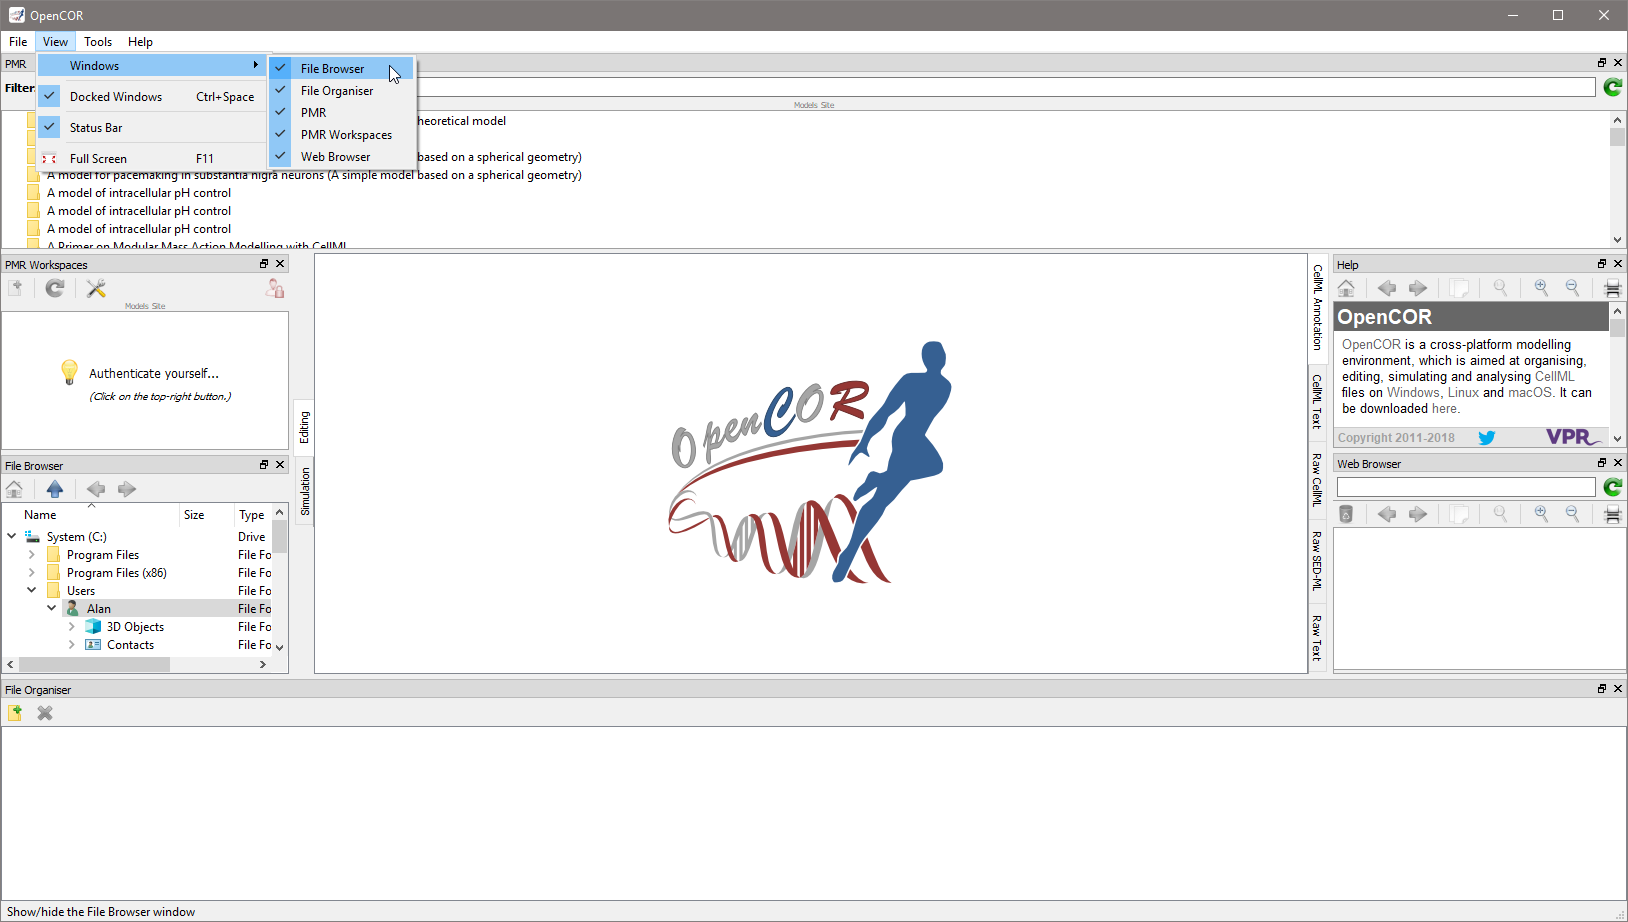 OpenCOR
File View Tools Help
PMR
Windows
File Browser
Filter:
Docked Windows Ctrl+Space
File Organiser
Models Site
Status Bar
PMR
heoretical model
PMR Workspaces
Full Screen F11
Web Browser
based on a spherical geometry)
A model for pacemaking in substantia nigra neurons (A simple model based on a spherical geometry)
A model of intracellular pH control
A model of intracellular pH control
A model of intracellular pH control
A Primer on Modular Mass Action Modelling with CellML
PMR Workspaces
Models Site
Authenticate yourself...
(Click on the top-right button.)
File Browser
Name Size Type
System (C:) Drive
Program Files File Fo
Program Files (x86) File Fo
Users File Fo
Alan File Fo
3D Objects File Fo
Contacts File Fo
Editing
Simulation
OpenCOR
CellML Annotation
CellML Text
Raw CellML
Raw SED-ML
Raw Text
Help
OpenCOR
OpenCOR is a cross-platform modelling
environment, which is aimed at organising,
editing, simulating and analysing CellML
files on Windows, Linux and macOS. It can
be downloaded here.
Copyright 2011-2018 VPR
Web Browser
File Organiser
Show/hide the File Browser window